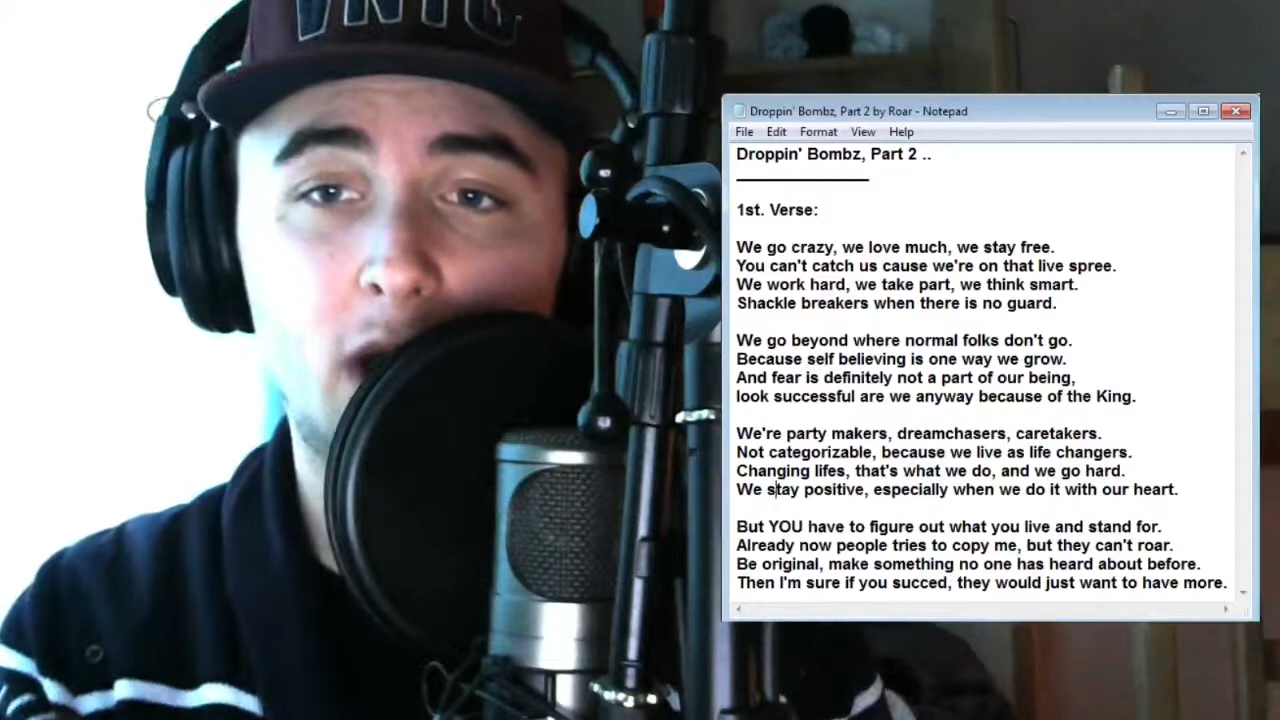 VNTG
Droppin' Bombz, Part 2 by Roar - Notepad
File Edit Format View Help
Droppin' Bombz, Part 2 ..
1st. Verse:
We go crazy, we love much, we stay free.
You can't catch us cause we're on that live spree.
We work hard, we take part, we think smart.
Shackle breakers when there is no guard.
We go beyond where normal folks don't go.
Because self believing is one way we grow.
And fear is definitely not a part of our being,
look successful are we anyway because of the King.
We're party makers, dreamchasers, caretakers.
Not categorizable, because we live as life changers.
Changing lifes, that's what we do, and we go hard.
We stay positive, especially when we do it with our heart.
But YOU have to figure out what you live and stand for.
Already now people tries to copy me, but they can't roar.
Be original, make something no one has heard about before.
Then I'm sure if you succed, they would just want to have more.